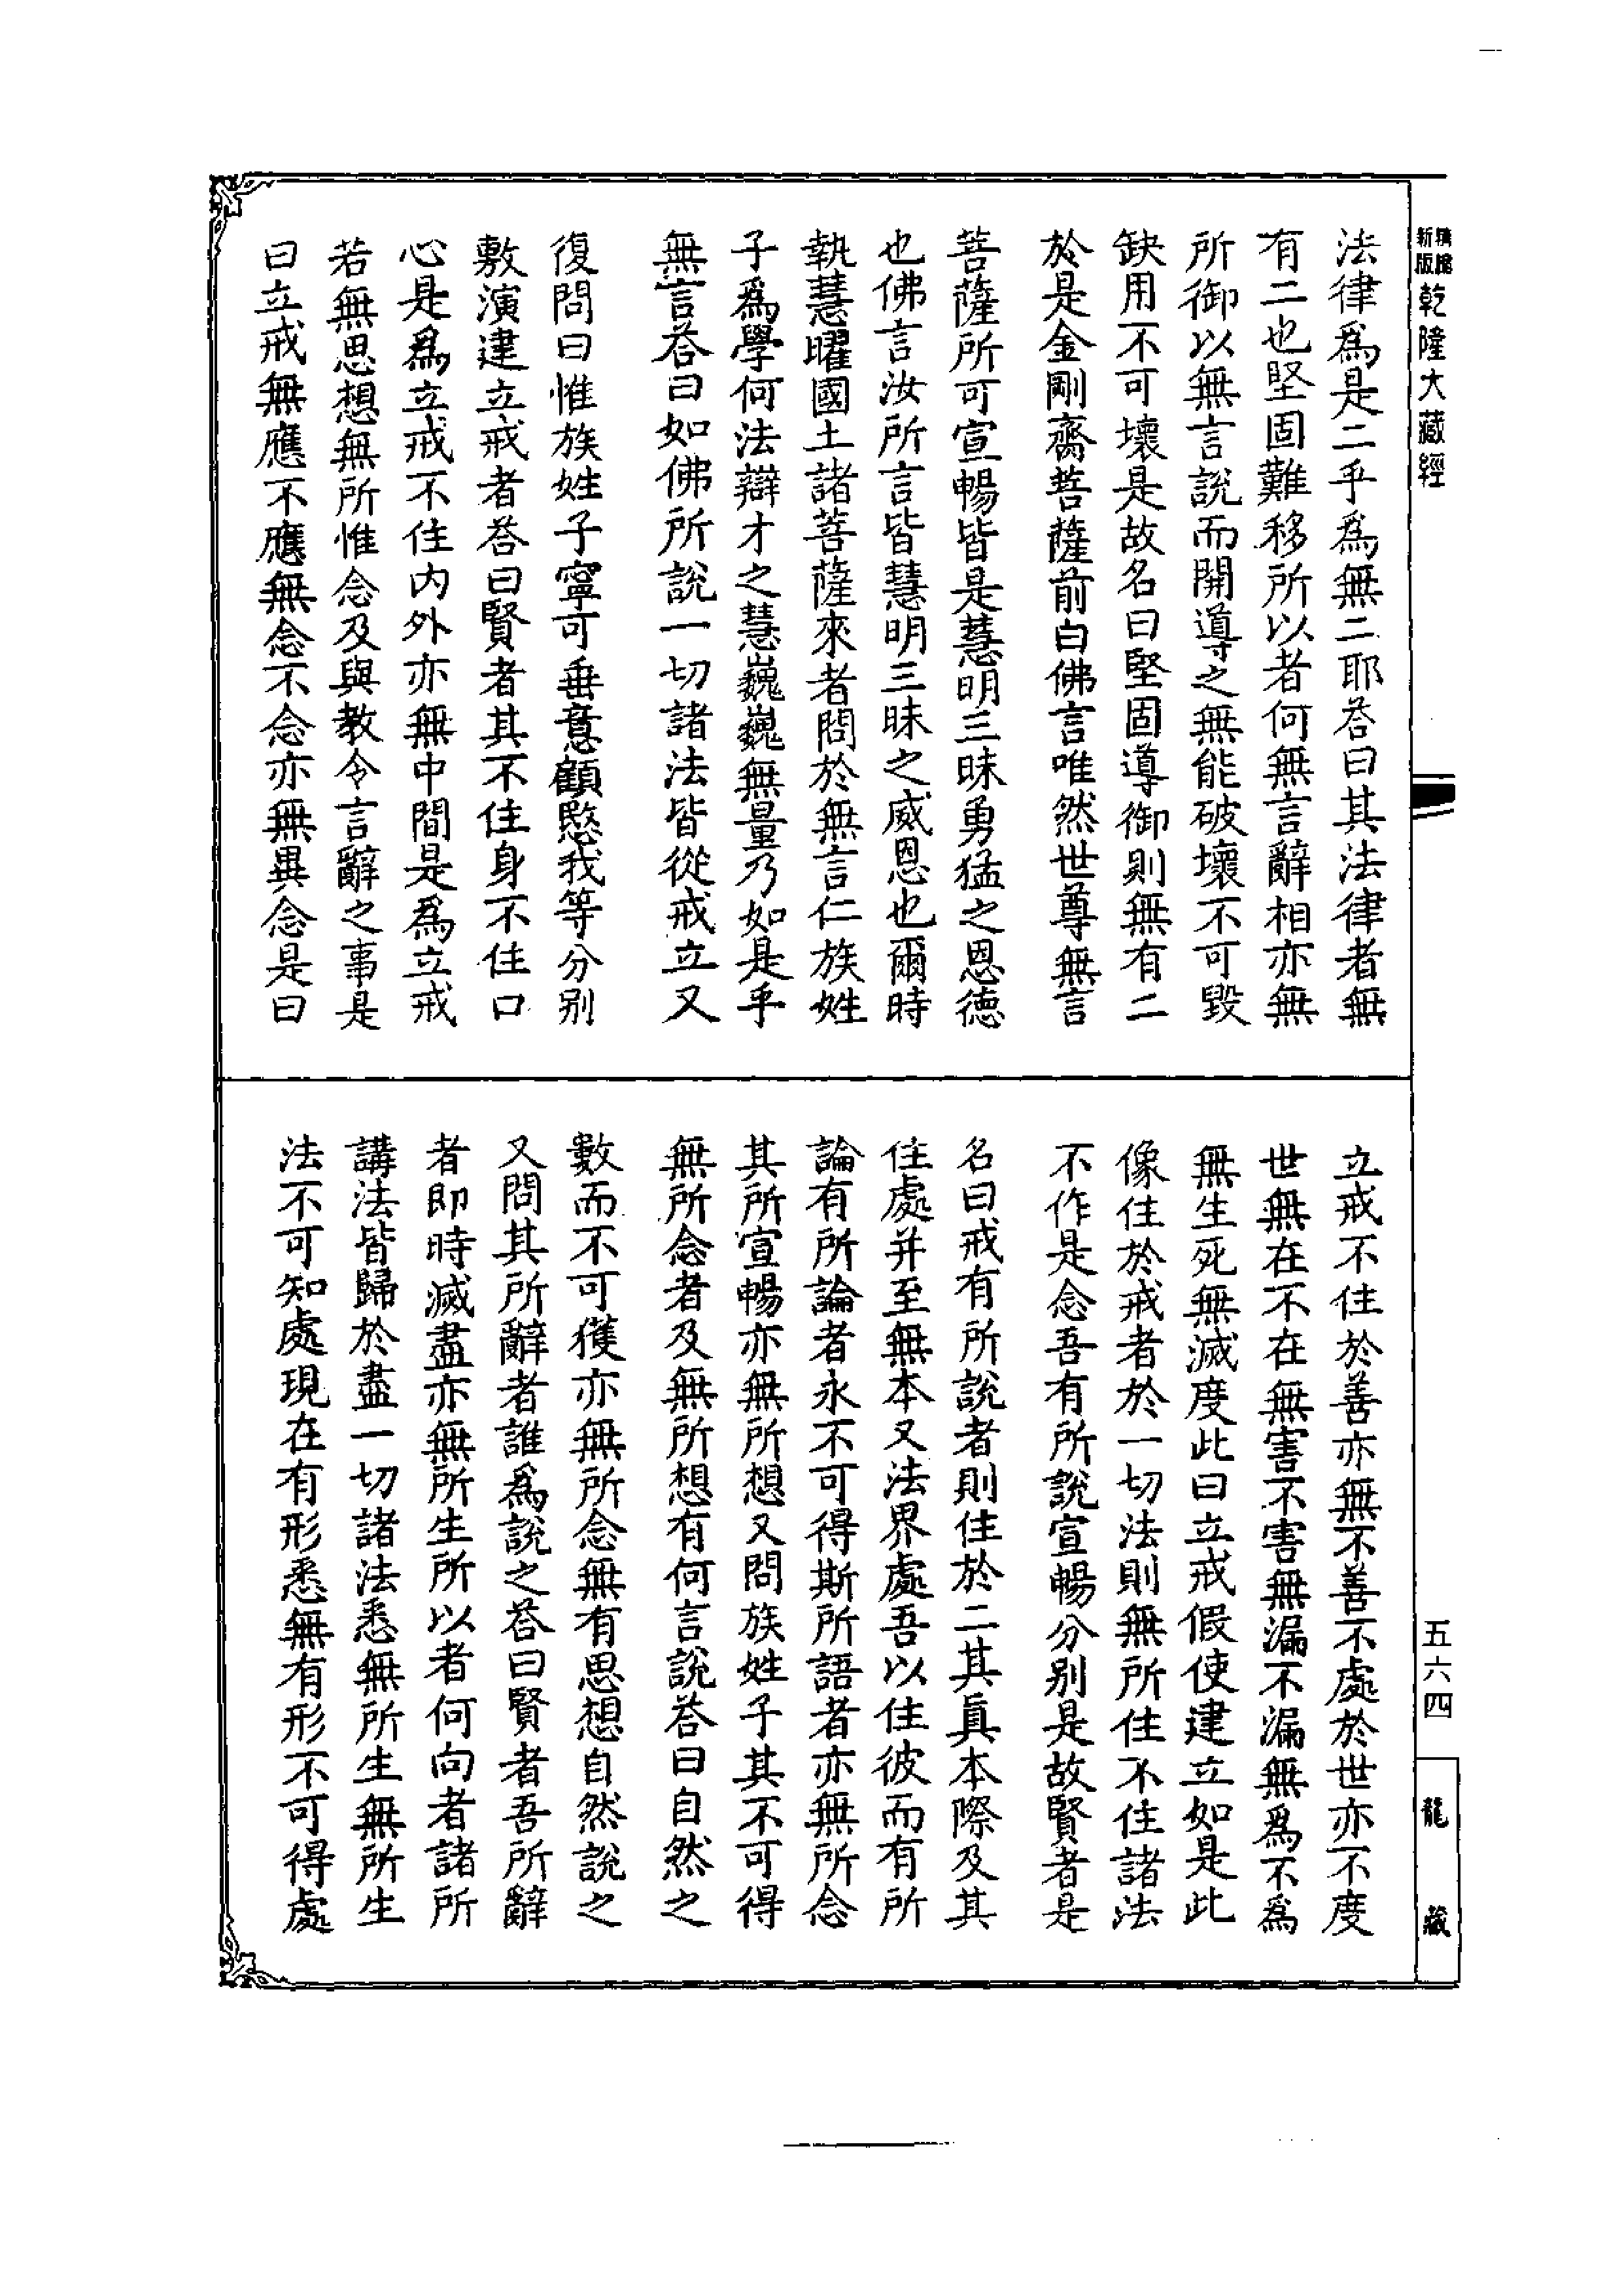 新版
乾隆大藏經
法律爲是二乎爲無二耶荅曰其法律者無
有二也堅固難移所以者何無言辭相亦無
所御以無言說而開導之無能破壞不可毀
缺用不可壞是故名曰堅固導御則無有二
於是金剛齋菩薩前白佛言唯然世尊無言
菩薩所可宣暢皆是慧明三昧勇猛之恩德
也佛言汝所言皆慧明三昧之威恩也爾時
執慧曜國土諸菩薩來者問於無言仁族姓
子爲學何法辯才之慧巍巍無量乃如是乎
無言荅曰如佛所說一切諸法皆從戒立又
復問曰惟族姓子寧可垂意顧愍我等分别
敷演建立戒者荅曰賢者其不住身不住口
心是爲立戒不住内外亦無中間是爲立戒
若無思想無所惟念及與教令言辭之事是
曰立戒無應不應無念不念亦無異念是曰
立戒不住於善亦無不善不處於世亦不度
世無在不在無害不害無漏不漏無爲不爲
無生死無滅度此曰立戒假使建立如是此
像住於戒者於一切法則無所住不住諸法
不作是念吾有所說宣暢分别是故賢者是
名曰戒有所說者則住於二其眞本際及其
住處并至無本又法界處吾以住彼而有所
論有所論者永不可得斯所語者亦無所念
其所宣暢亦無所想又問族姓子其不可得
無所念者及無所想有何言說荅曰自然之
數而不可獲亦無所念無有思想自然說之
又問其所辭者誰爲說之荅曰賢者吾所辭
者即時滅盡亦無所生所以者何向者諸所
講法皆歸於盡一切諸法悉無所生無所生
法不可知處現在有形悉無有形不可得處
五六四
龍藏